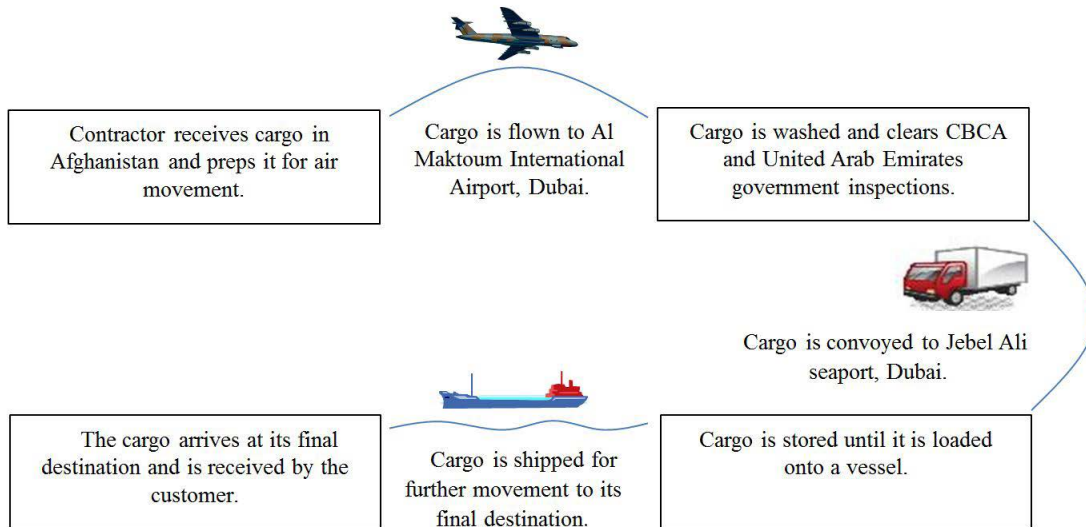 Contractor receives cargo in
Afghanistan and preps it for air
movement.
Cargo is flown to Al
Maktoum International
Airport, Dubai.
Cargo is washed and clears CBCA
and United Arab Emirates
government inspections.
Cargo is convoyed to Jebel Ali
seaport, Dubai.
Cargo is stored until it is loaded
onto a vessel.
Cargo is shipped for
further movement to its
final destination.
The cargo arrives at its final
destination and is received by the
customer.